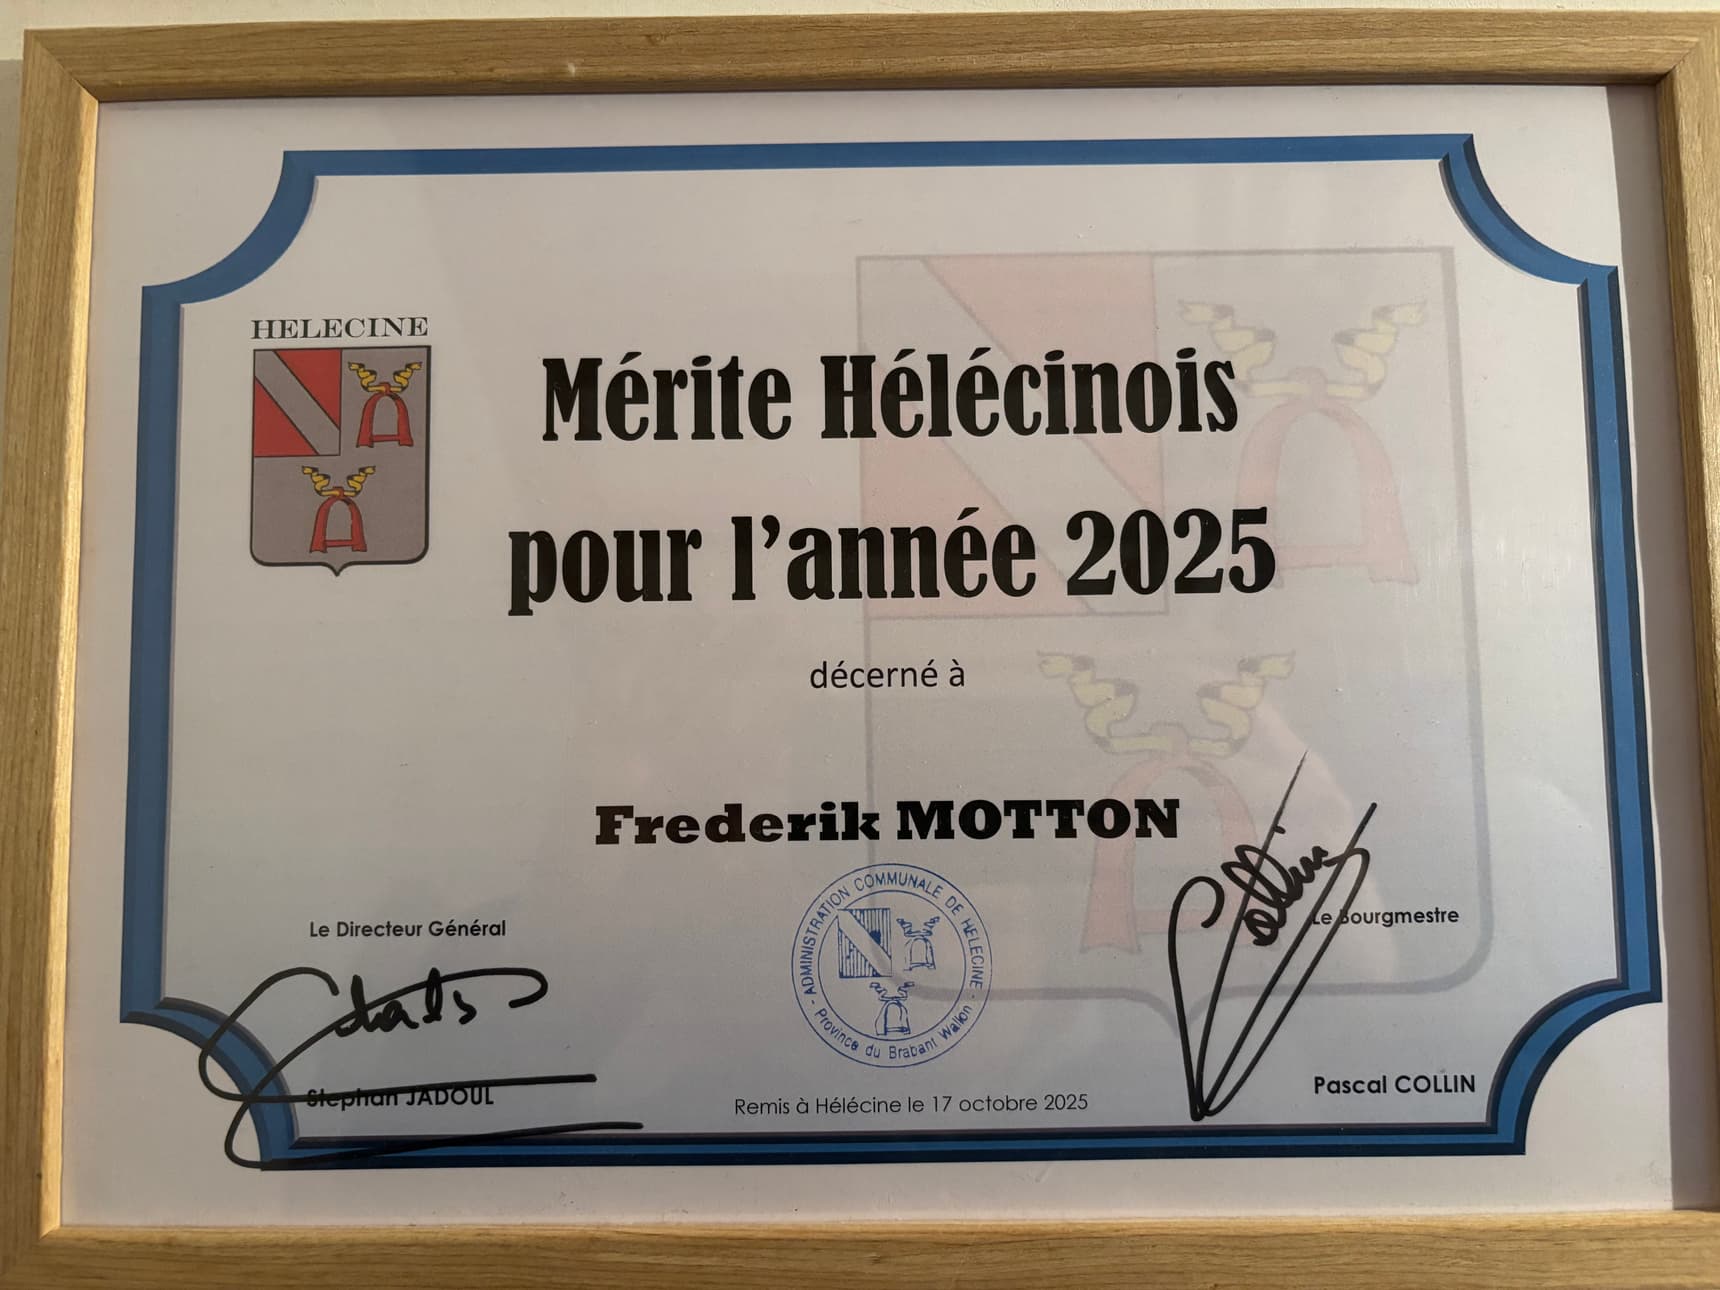 HELECINE
Mérite Hélécinois
pour l'année 2025
décerné à
Frederik MOTTON
Le Directeur Général
Le Bourgmestre
- ADMINISTRATION COMMUNALE DE HELECINE -
Province du Brabant Wallon
Stephan JADOUL
Remis à Hélécine le 17 octobre 2025
Pascal COLLIN